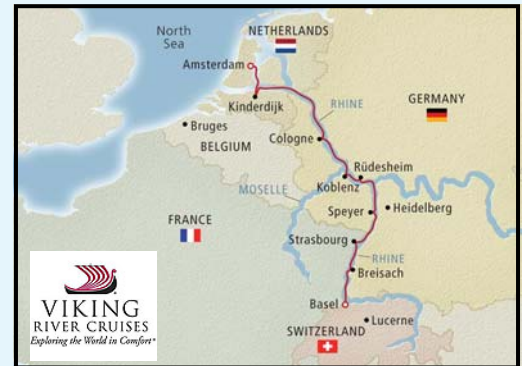 North
Sea
NETHERLANDS
Amsterdam
Kinderdijk
RHINE
GERMANY
Bruges
BELGIUM
Cologne
Rüdesheim
Koblenz
MOSELLE
Speyer
Heidelberg
FRANCE
Strasbourg
RHINE
Breisach
Basel
Lucerne
SWITZERLAND
VIKING
RIVER CRUISES
Exploring the World in Comfort®